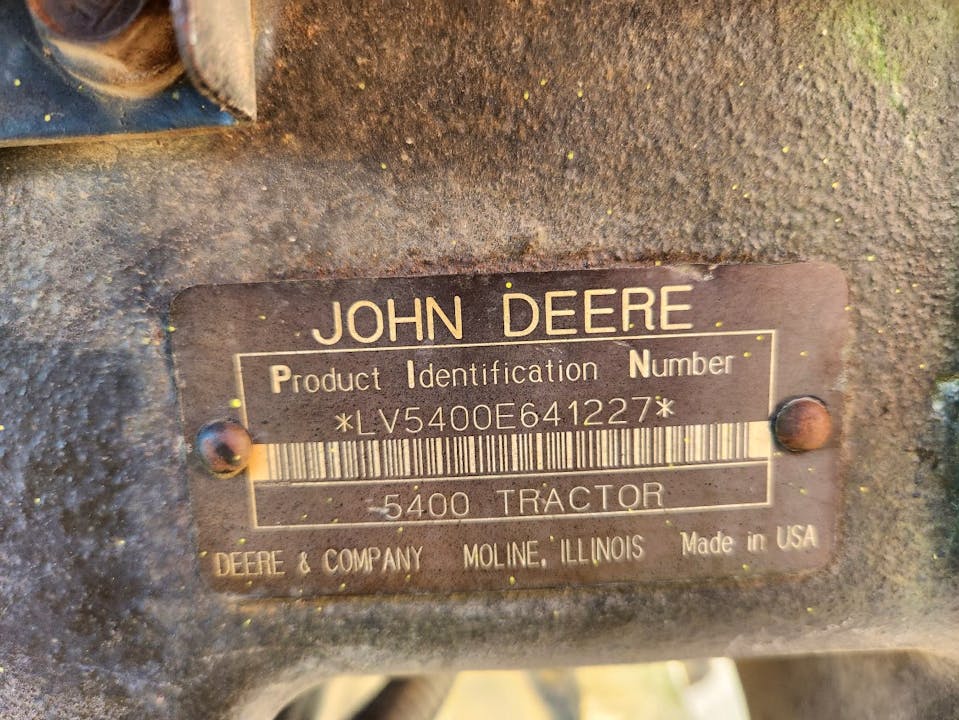 JOHN DEERE
Product Identification Number
*LV5400E641227*
5400 TRACTOR
DEERE & COMPANY MOLINE, ILLINOIS Made in USA